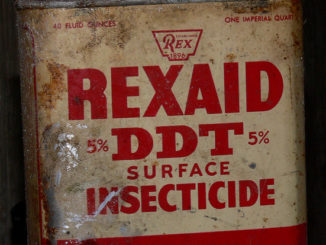 40 FLUID OUNCES ONE IMPERIAL QUART
REX
REXAID
5% DDT 5%
SURFACE
INSECTICIDE